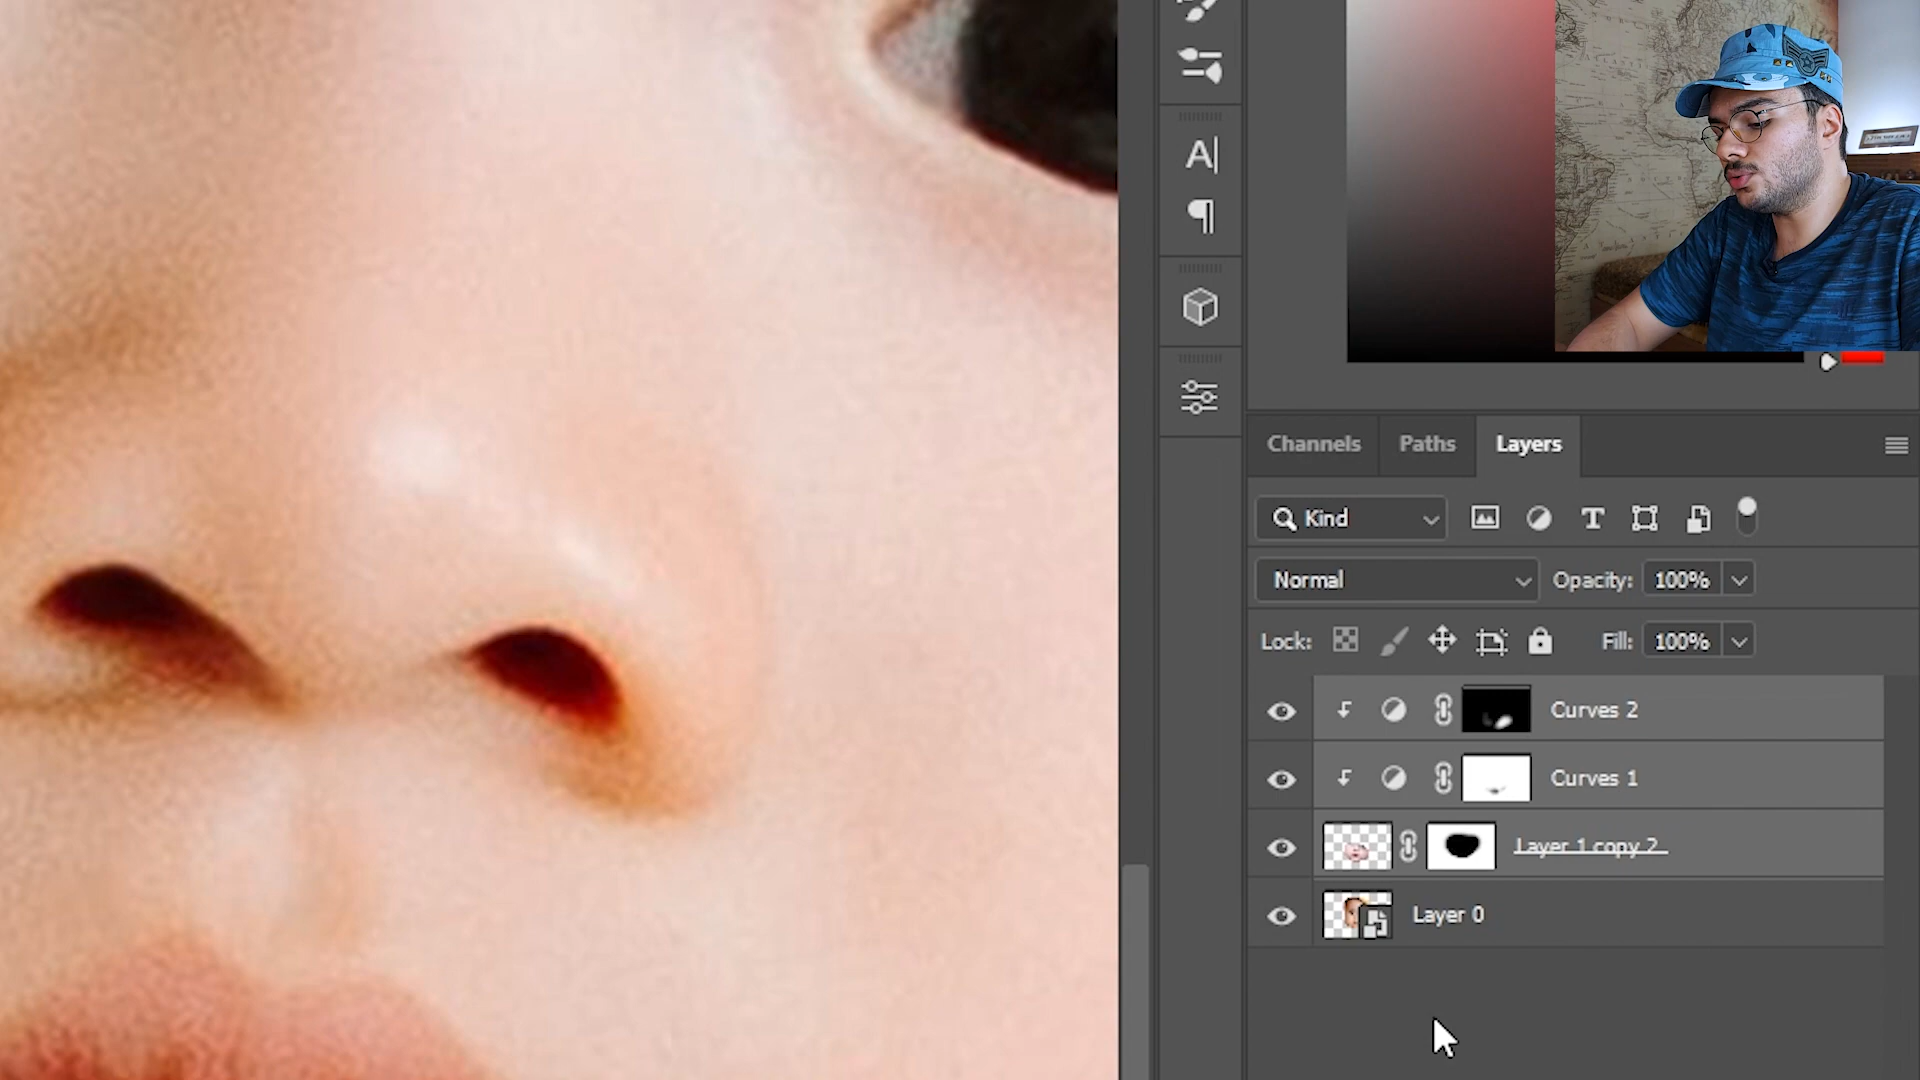 A
¶
Channels Paths Layers
Kind T
Normal Opacity: 100%
Lock: Fill: 100%
Curves 2
Curves 1
Layer 1 copy 2
Layer 0